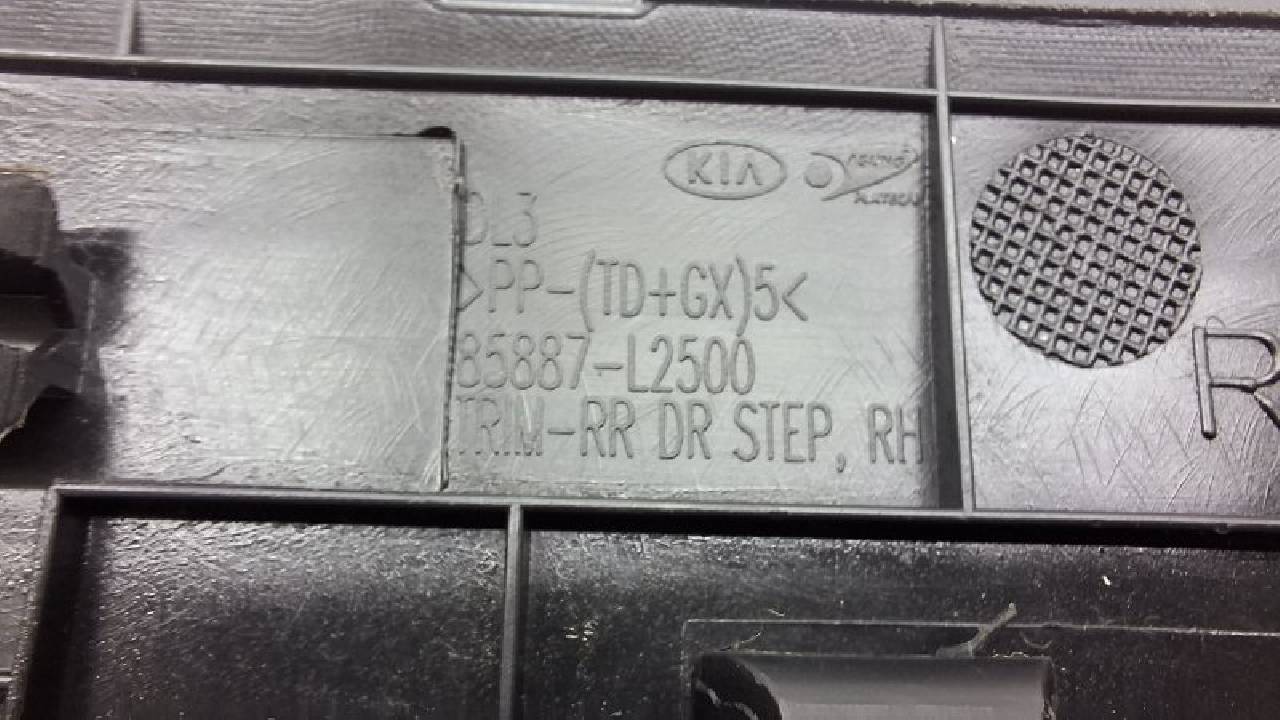 KIA
DL3
>PP-(TD+GX)5<
85887-L2500
TRIM-RR DR STEP, RH
R